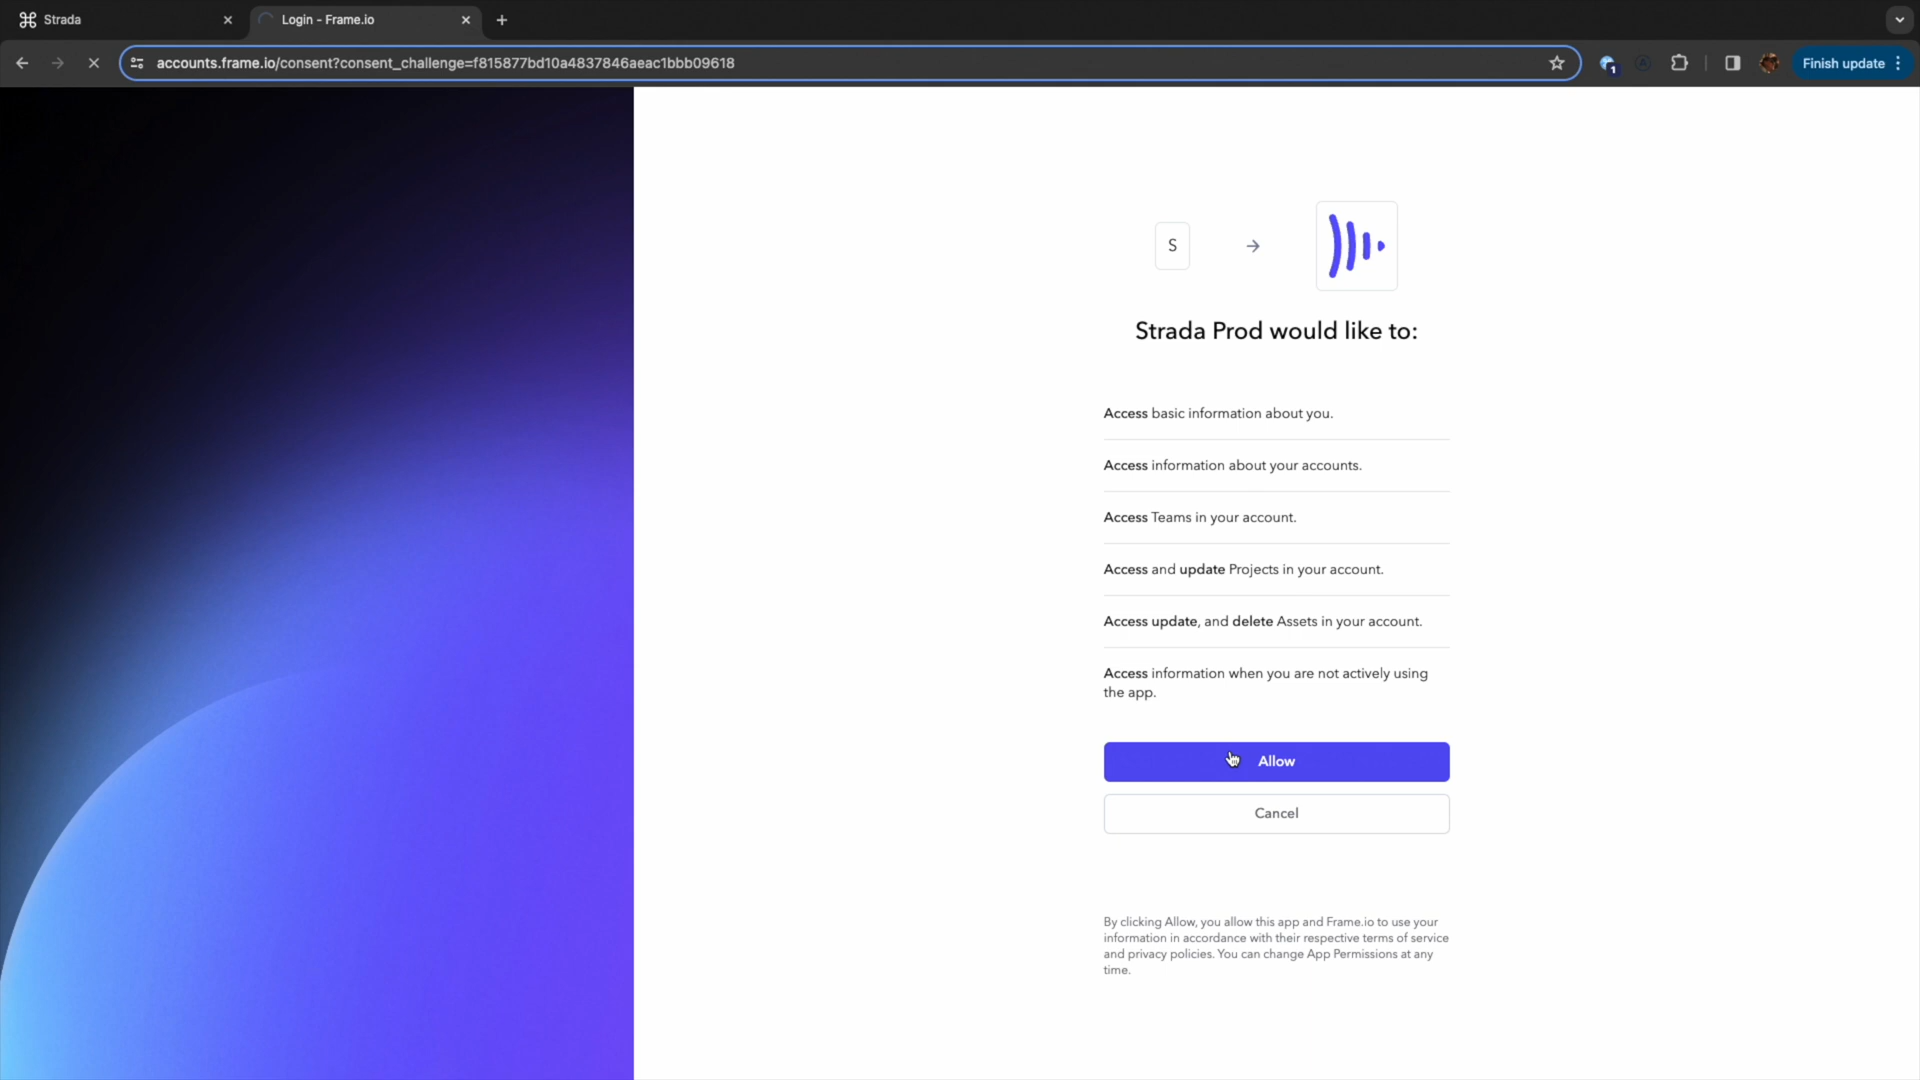 Strada
Login - Frame.io
accounts.frame.io/consent?consent_challenge=f815877bd10a4837846aeac1bbb09618
1
Finish update
S
Strada Prod would like to:
Access basic information about you.
Access information about your accounts.
Access Teams in your account.
Access and update Projects in your account.
Access update, and delete Assets in your account.
Access information when you are not actively using
the app.
Allow
Cancel
By clicking Allow, you allow this app and Frame.io to use your
information in accordance with their respective terms of service
and privacy policies. You can change App Permissions at any
time.